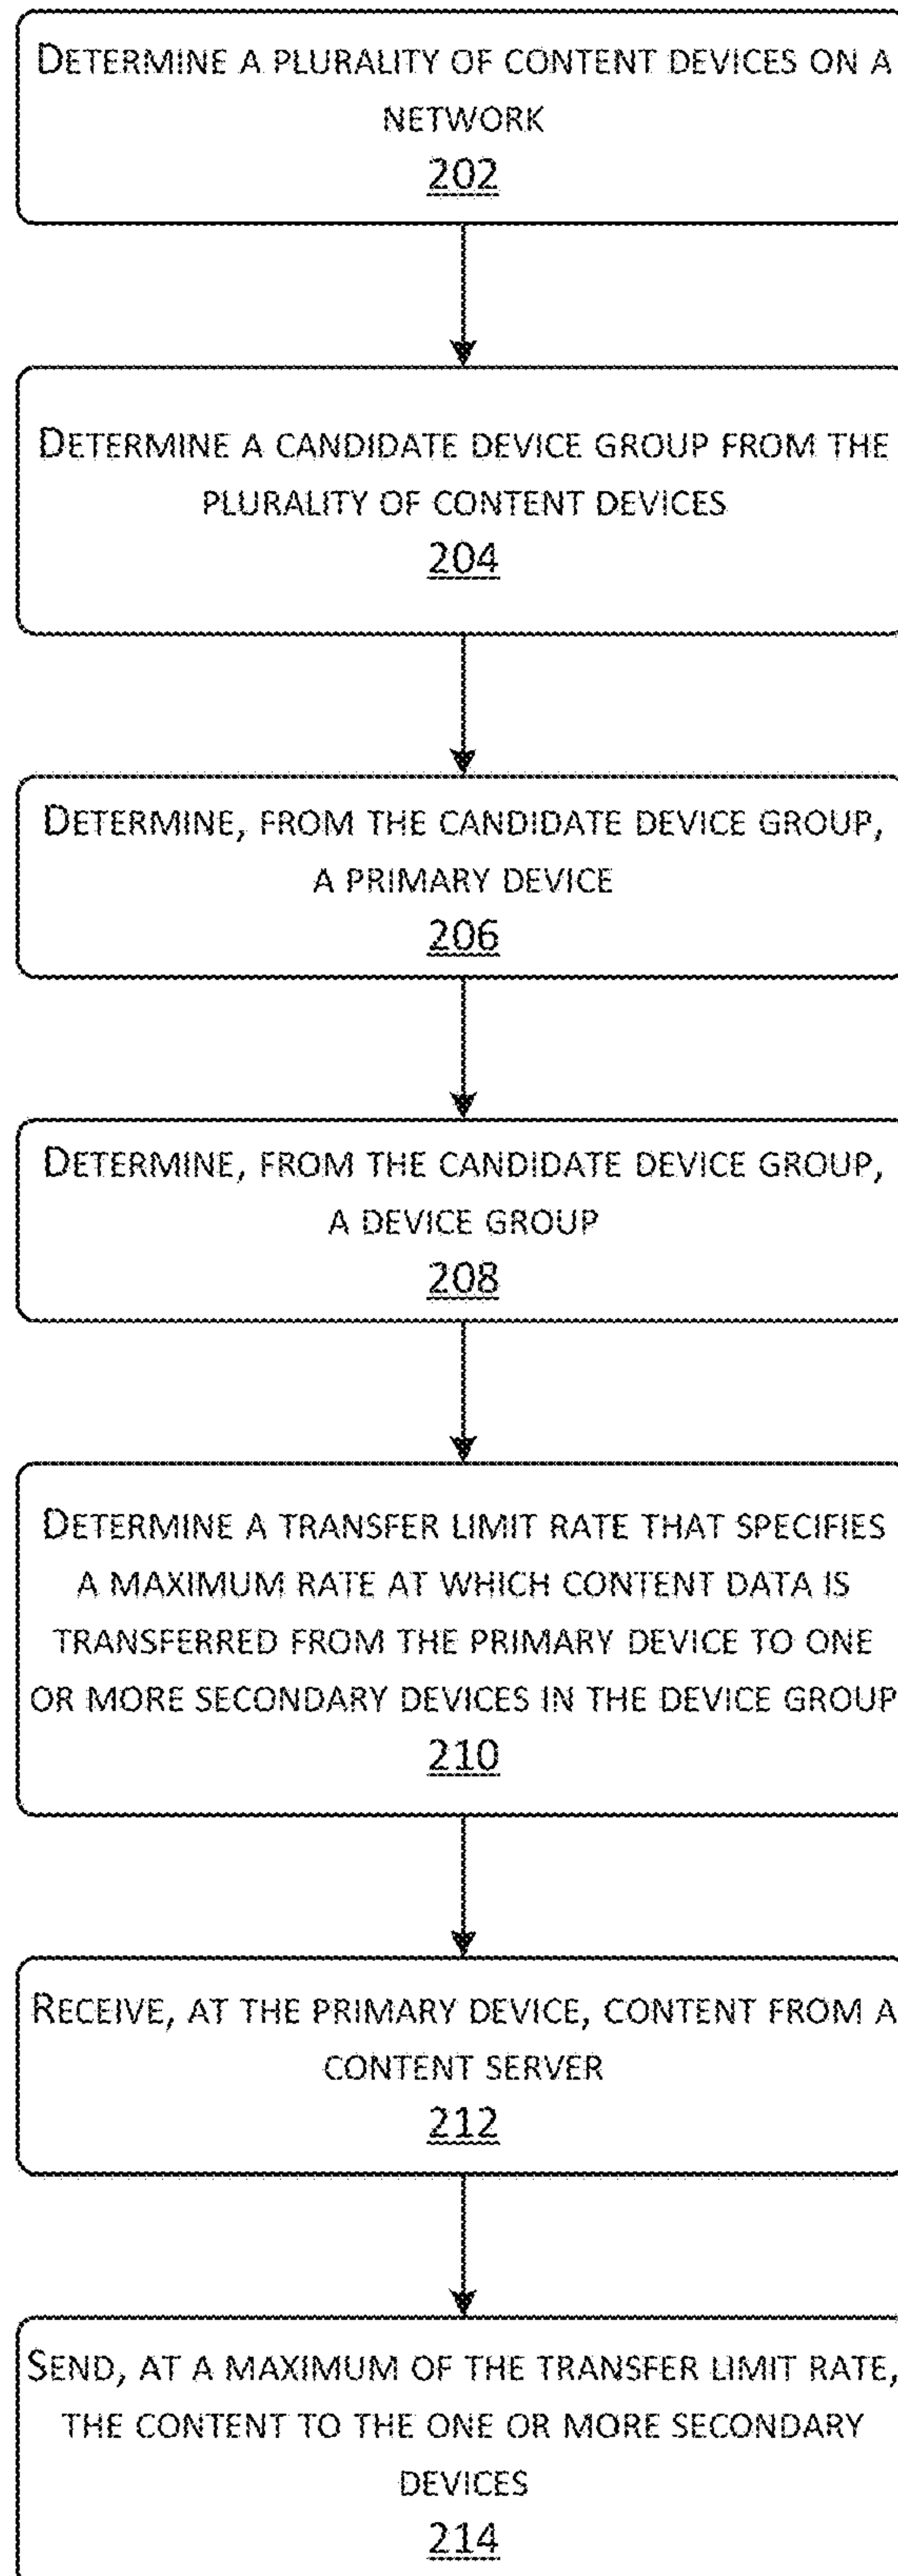 DETERMINE A PLURALITY OF CONTENT DEVICES ON A
NETWORK
202
DETERMINE A CANDIDATE DEVICE GROUP FROM THE
PLURALITY OF CONTENT DEVICES
204
DETERMINE, FROM THE CANDIDATE DEVICE GROUP,
A PRIMARY DEVICE
206
DETERMINE, FROM THE CANDIDATE DEVICE GROUP,
A DEVICE GROUP
208
DETERMINE A TRANSFER LIMIT RATE THAT SPECIFIES
A MAXIMUM RATE AT WHICH CONTENT DATA IS
TRANSFERRED FROM THE PRIMARY DEVICE TO ONE
OR MORE SECONDARY DEVICES IN THE DEVICE GROUP
210
RECEIVE, AT THE PRIMARY DEVICE, CONTENT FROM A
CONTENT SERVER
212
SEND, AT A MAXIMUM OF THE TRANSFER LIMIT RATE,
THE CONTENT TO THE ONE OR MORE SECONDARY
DEVICES
214